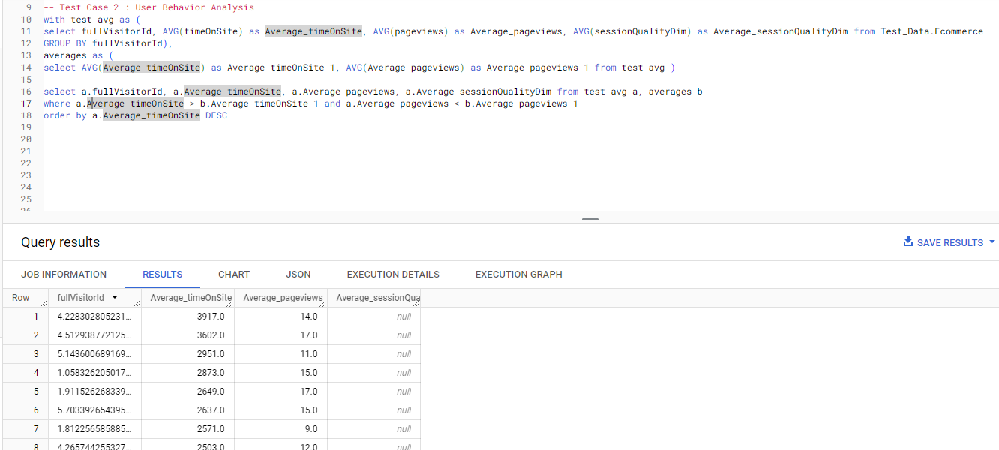 9 -- Test Case 2 : User Behavior Analysis
10 with test_avg as (
11 select fullVisitorId, AVG(timeOnSite) as Average_timeOnSite, AVG(pageviews) as Average_pageviews, AVG(sessionQualityDim) as Average_sessionQualityDim from Test_Data.Ecommerce
12 GROUP BY fullVisitorId),
13 averages as (
14 select AVG(Average_timeOnSite) as Average_timeOnSite_1, AVG(Average_pageviews) as Average_pageviews_1 from test_avg )
15
16 select a.fullVisitorId, a.Average_timeOnSite, a.Average_pageviews, a.Average_sessionQualityDim from test_avg a, averages b
17 where a.Average_timeOnSite > b.Average_timeOnSite_1 and a.Average_pageviews < b.Average_pageviews_1
18 order by a.Average_timeOnSite DESC
19
20
21
22
23
24
25
26
Query results
SAVE RESULTS
JOB INFORMATION RESULTS CHART JSON EXECUTION DETAILS EXECUTION GRAPH
Row fullVisitorId Average_timeOnSite Average_pageviews Average_sessionQua
1 4.228302805231... 3917.0 14.0 null
2 4.512938772125... 3602.0 17.0 null
3 5.143600689169... 2951.0 11.0 null
4 1.058326205017... 2873.0 15.0 null
5 1.911526268339... 2649.0 17.0 null
6 5.703392654395... 2637.0 15.0 null
7 1.812256585885... 2571.0 9.0 null
8 4.265744255327... 2503.0 12.0 null